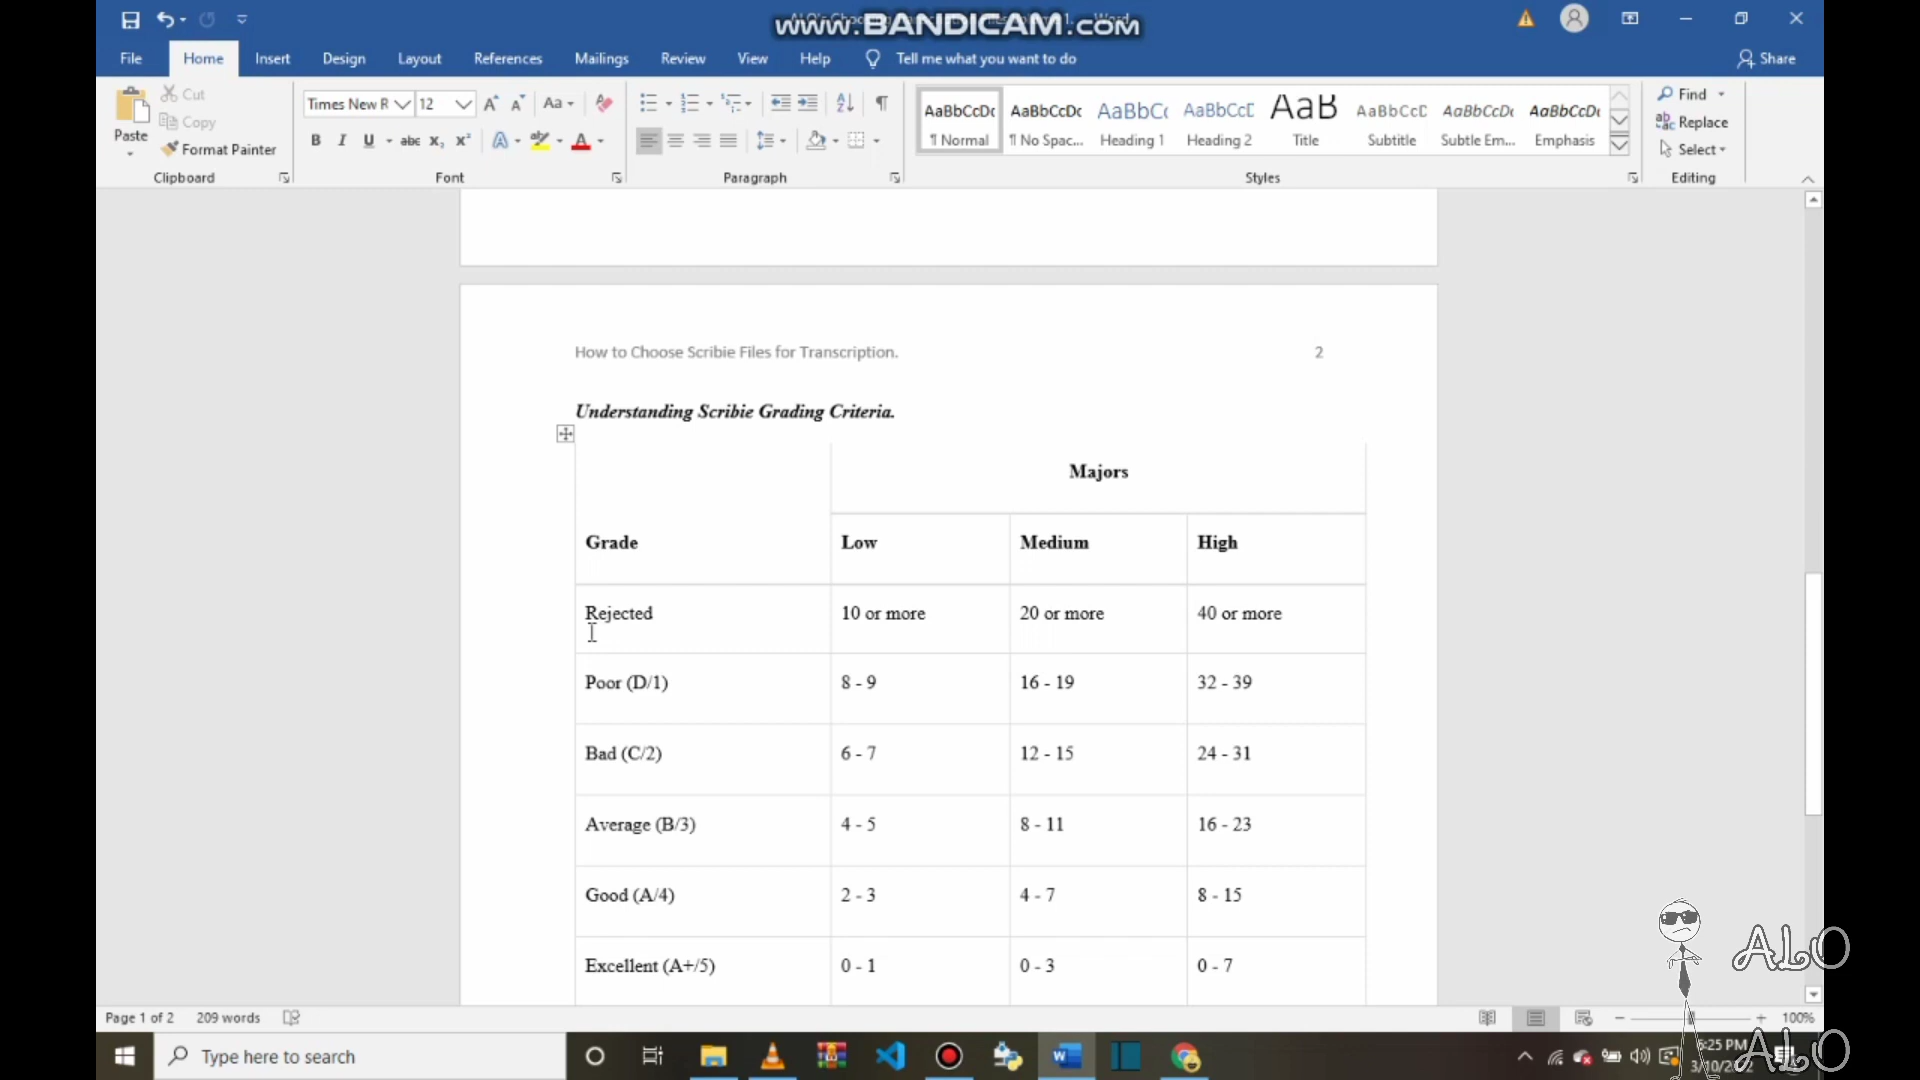 www.BANDICAM.com
File Home Insert Design Layout References Mailings Review View Help Tell me what you want to do Share
Paste
Cut
Copy
Format Painter
Clipboard
Times New R 12
Font
Paragraph
AaBbCcDc AaBbCcDc AaBbCc AaBbCcD AaB AaBbCcD AaBbCcDc AaBbCcDc
¶ Normal ¶ No Spac... Heading 1 Heading 2 Title Subtitle Subtle Em... Emphasis
Styles
Find
Replace
Select
Editing
How to Choose Scribie Files for Transcription. 2
Understanding Scribie Grading Criteria.
Majors
Grade Low Medium High
Rejected 10 or more 20 or more 40 or more
Poor (D/1) 8 - 9 16 - 19 32 - 39
Bad (C/2) 6 - 7 12 - 15 24 - 31
Average (B/3) 4 - 5 8 - 11 16 - 23
Good (A/4) 2 - 3 4 - 7 8 - 15
Excellent (A+/5) 0 - 1 0 - 3 0 - 7
ALO
ALO
Page 1 of 2 209 words 100%
Type here to search
5:25 PM